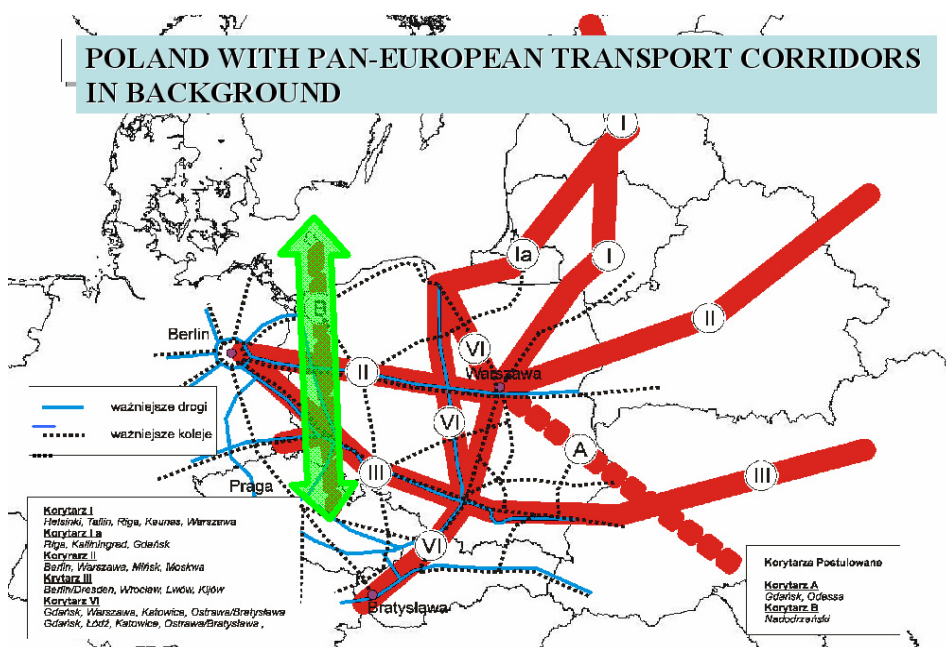 POLAND WITH PAN-EUROPEAN TRANSPORT CORRIDORS
IN BACKGROUND
I
Ia
I
B
II
Berlin
VI
II
Warszawa
VI
A
III
III
Praga
VI
Bratysława
ważniejsze drogi
ważniejsze koleje
Korytarz I
Helsinki, Tallin, Ryga, Kaunas, Warszawa
Korytarz I a
Ryga, Kaliningrad, Gdańsk
Korytarz II
Berlin, Warszawa, Mińsk, Moskwa
Krytarz III
Berlin/Dresden, Wrocław, Lwów, Kijów
Korytarz VI
Gdańsk, Warszawa, Katowice, Ostrawa/Bratysława
Gdańsk, Łódź, Katowice, Ostrawa/Bratysława ,
Korytarze Postulowane
Korytarz A
Gdańsk, Odessa
Korytarz B
Nadodrzański